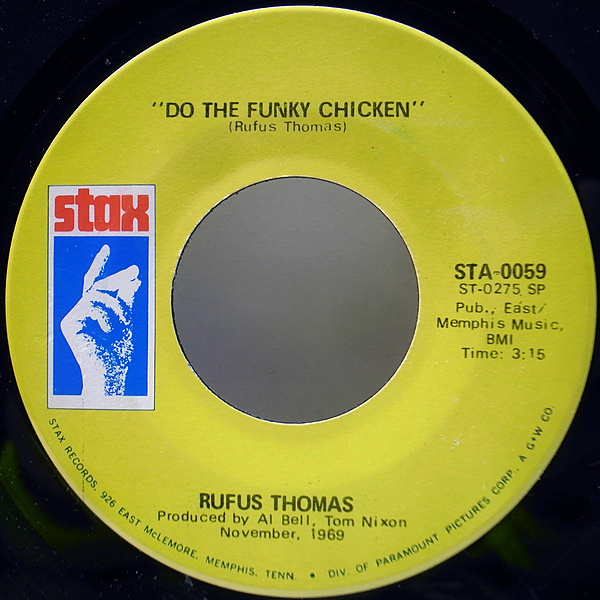 "DO THE FUNKY CHICKEN"
(Rufus Thomas)
stax
STA-0059
ST-0275 SP
Pub., East/
Memphis Music,
BMI
Time: 3:15
RUFUS THOMAS
Produced by Al Bell, Tom Nixon
November, 1969
STAX RECORDS, 926 EAST McLEMORE, MEMPHIS, TENN. • DIV. OF PARAMOUNT PICTURES CORP., A G+W CO.